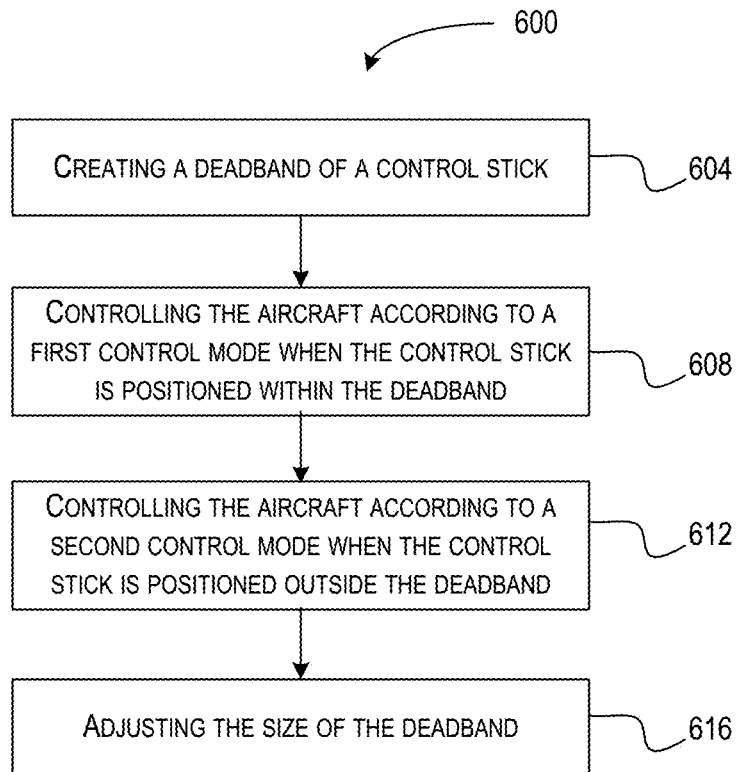 600
CREATING A DEADBAND OF A CONTROL STICK
604
CONTROLLING THE AIRCRAFT ACCORDING TO A
FIRST CONTROL MODE WHEN THE CONTROL STICK
IS POSITIONED WITHIN THE DEADBAND
608
CONTROLLING THE AIRCRAFT ACCORDING TO A
SECOND CONTROL MODE WHEN THE CONTROL
STICK IS POSITIONED OUTSIDE THE DEADBAND
612
ADJUSTING THE SIZE OF THE DEADBAND
616